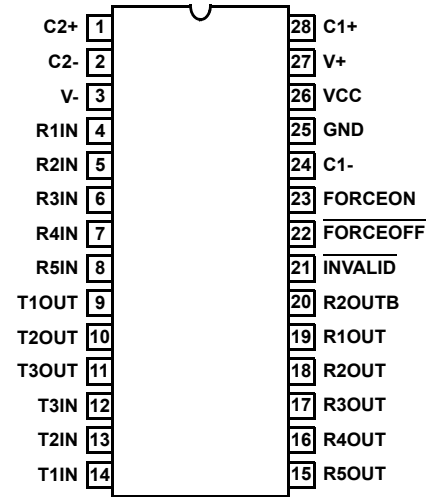 C2+ 1 28 C1+
C2- 2 27 V+
V- 3 26 VCC
R1IN 4 25 GND
R2IN 5 24 C1-
R3IN 6 23 FORCEON
R4IN 7 22 FORCEOFF
R5IN 8 21 INVALID
T1OUT 9 20 R2OUTB
T2OUT 10 19 R1OUT
T3OUT 11 18 R2OUT
T3IN 12 17 R3OUT
T2IN 13 16 R4OUT
T1IN 14 15 R5OUT